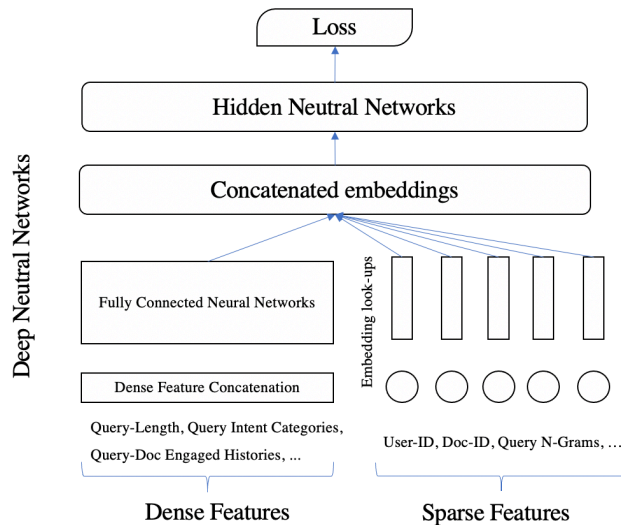 Loss
Hidden Neutral Networks
Concatenated embeddings
Deep Neutral Networks
Fully Connected Neural Networks
Embedding look-ups
Dense Feature Concatenation
Query-Length, Query Intent Categories,
Query-Doc Engaged Histories, ...
User-ID, Doc-ID, Query N-Grams, …
Dense Features
Sparse Features